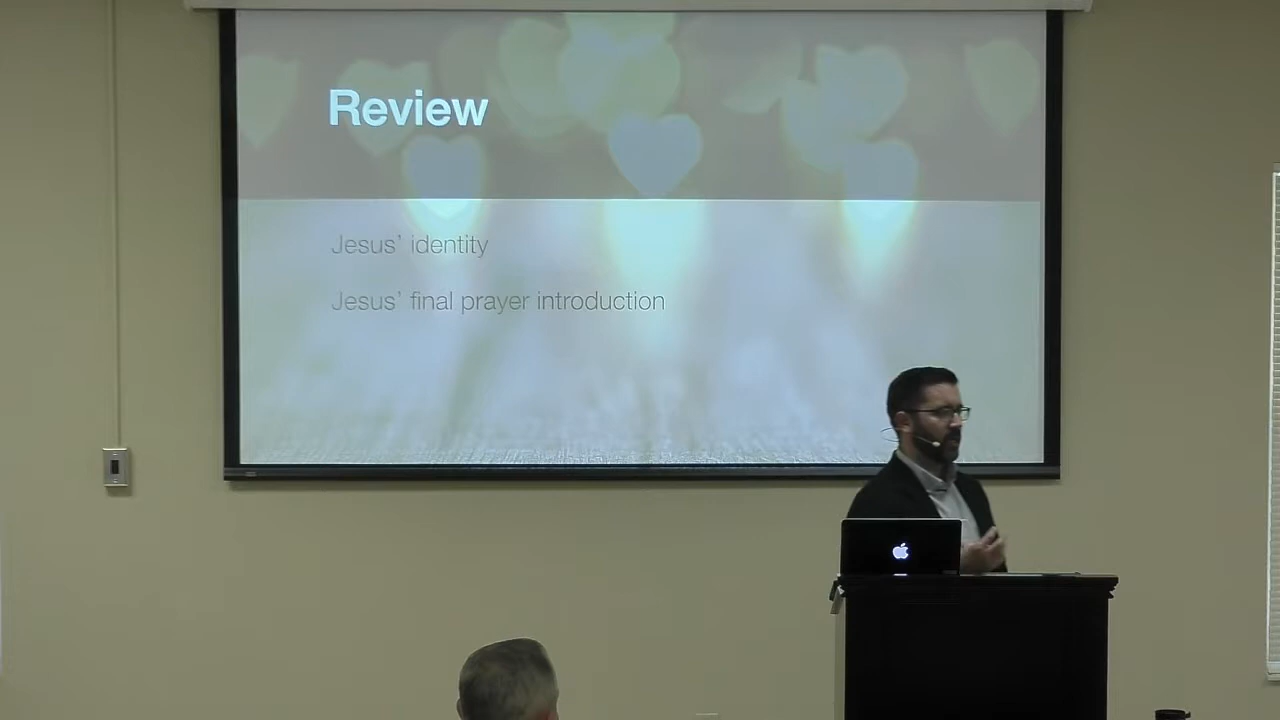 Review
Jesus’ identity
Jesus’ final prayer introduction